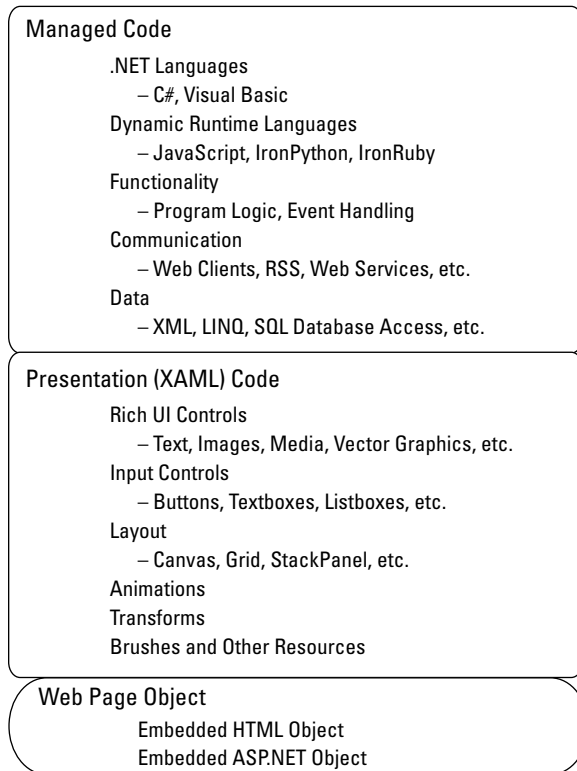 Managed Code
.NET Languages
– C#, Visual Basic
Dynamic Runtime Languages
– JavaScript, IronPython, IronRuby
Functionality
– Program Logic, Event Handling
Communication
– Web Clients, RSS, Web Services, etc.
Data
– XML, LINQ, SQL Database Access, etc.
Presentation (XAML) Code
Rich UI Controls
– Text, Images, Media, Vector Graphics, etc.
Input Controls
– Buttons, Textboxes, Listboxes, etc.
Layout
– Canvas, Grid, StackPanel, etc.
Animations
Transforms
Brushes and Other Resources
Web Page Object
Embedded HTML Object
Embedded ASP.NET Object